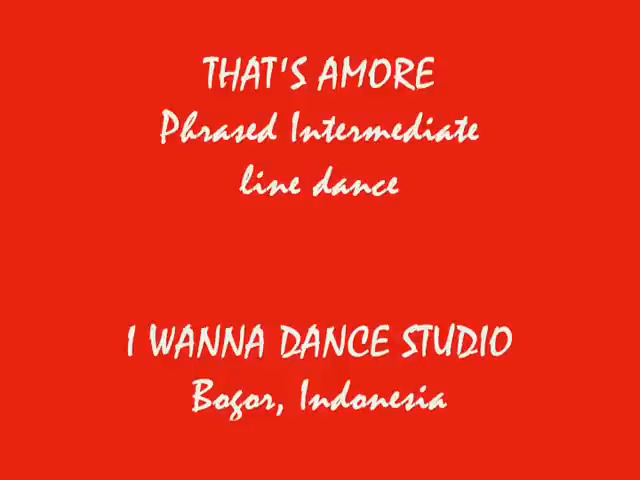 THAT'S AMORE
Phrased Intermediate
line dance
I WANNA DANCE STUDIO
Bogor, Indonesia